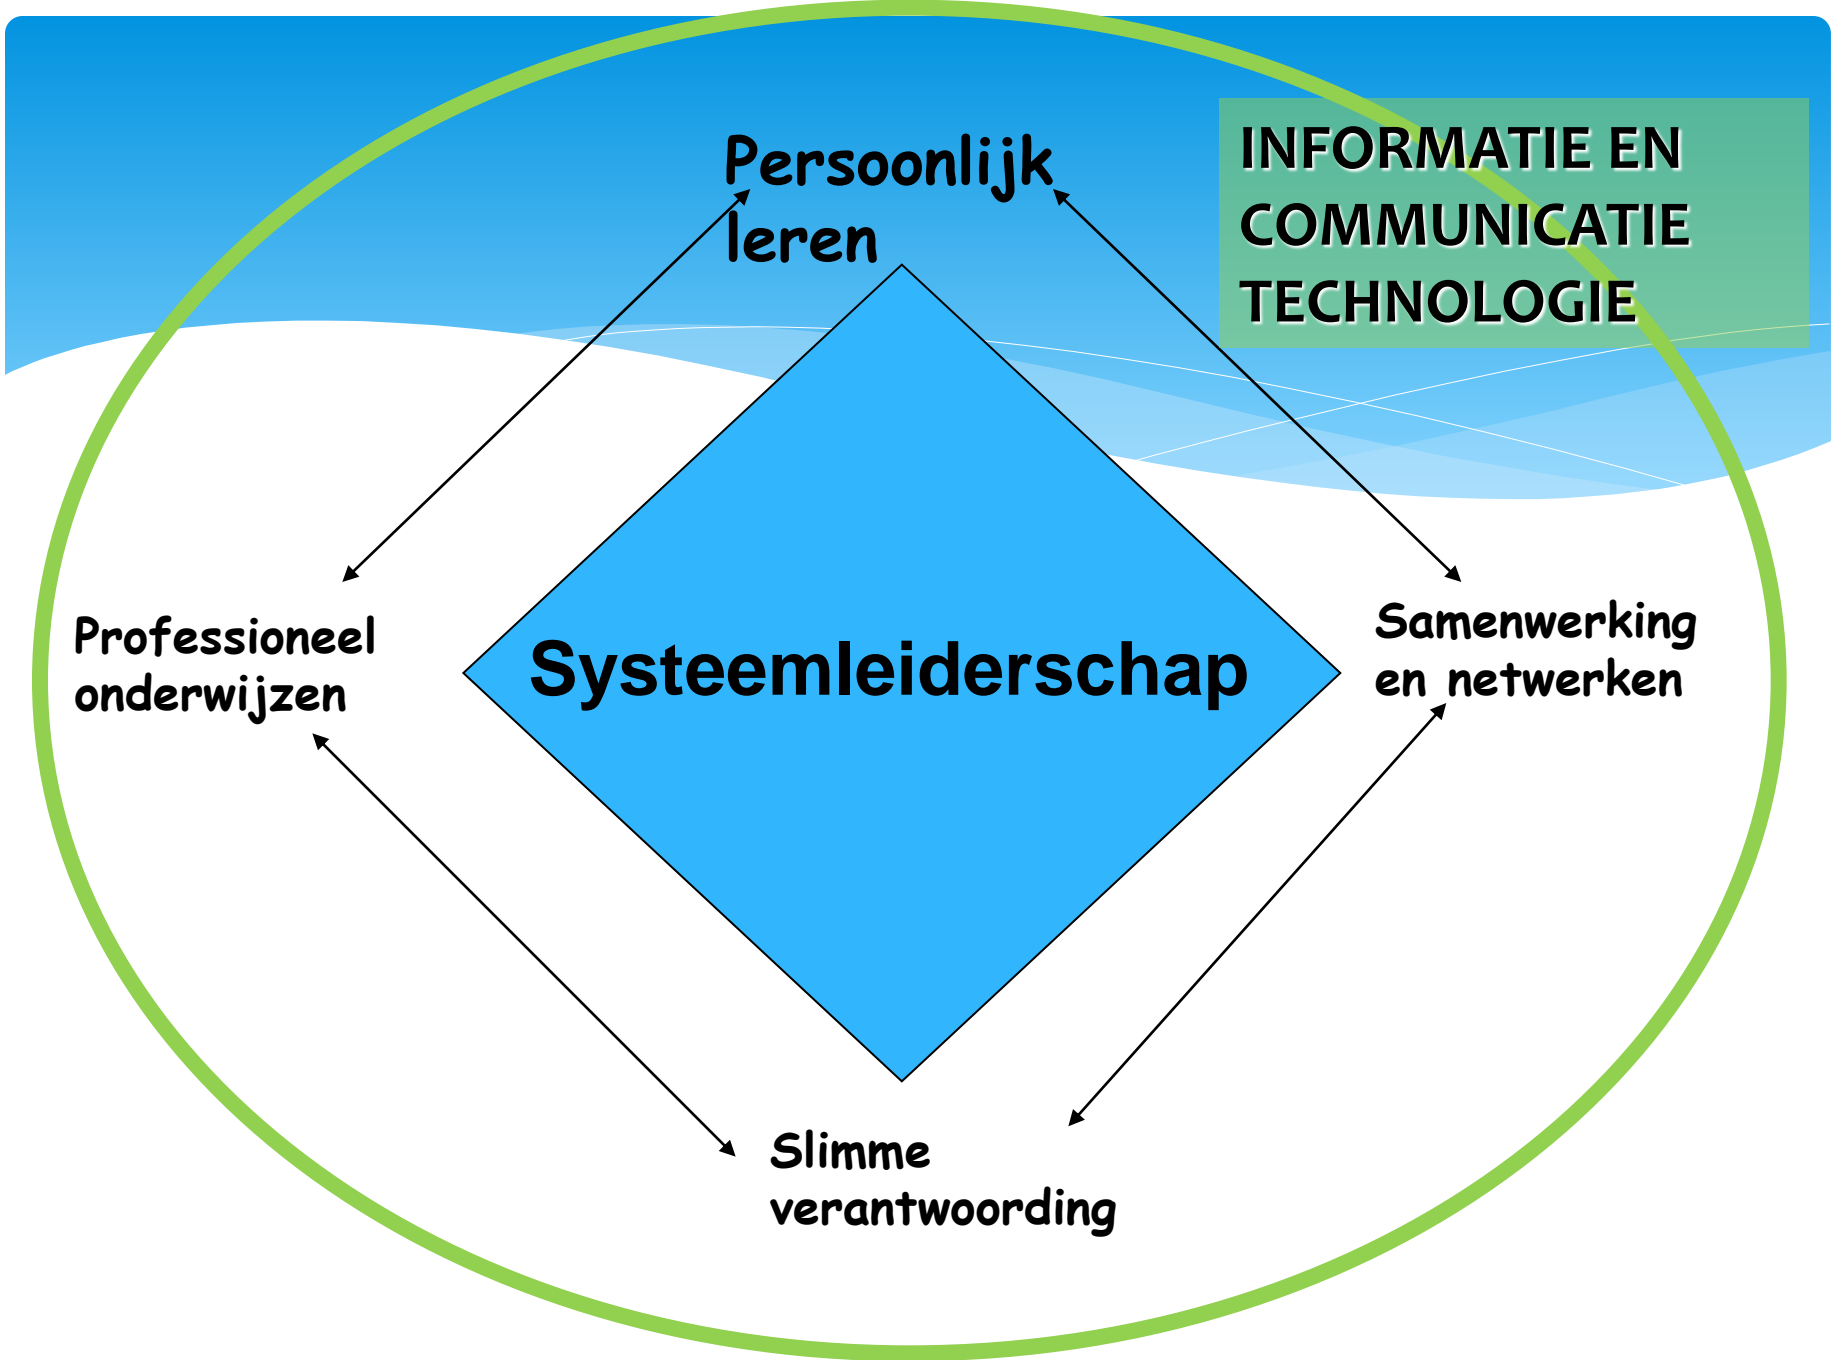 Persoonlijk
leren
INFORMATIE EN
COMMUNICATIE
TECHNOLOGIE
Professioneel
onderwijzen
Systeemleiderschap
Samenwerking
en netwerken
Slimme
verantwoording